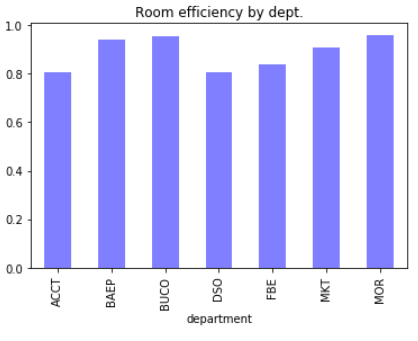 Room efficiency by dept.
1.0
0.8
0.6
0.4
0.2
0.0
ACCT
BAEP
BUCO
DSO
FBE
MKT
MOR
department